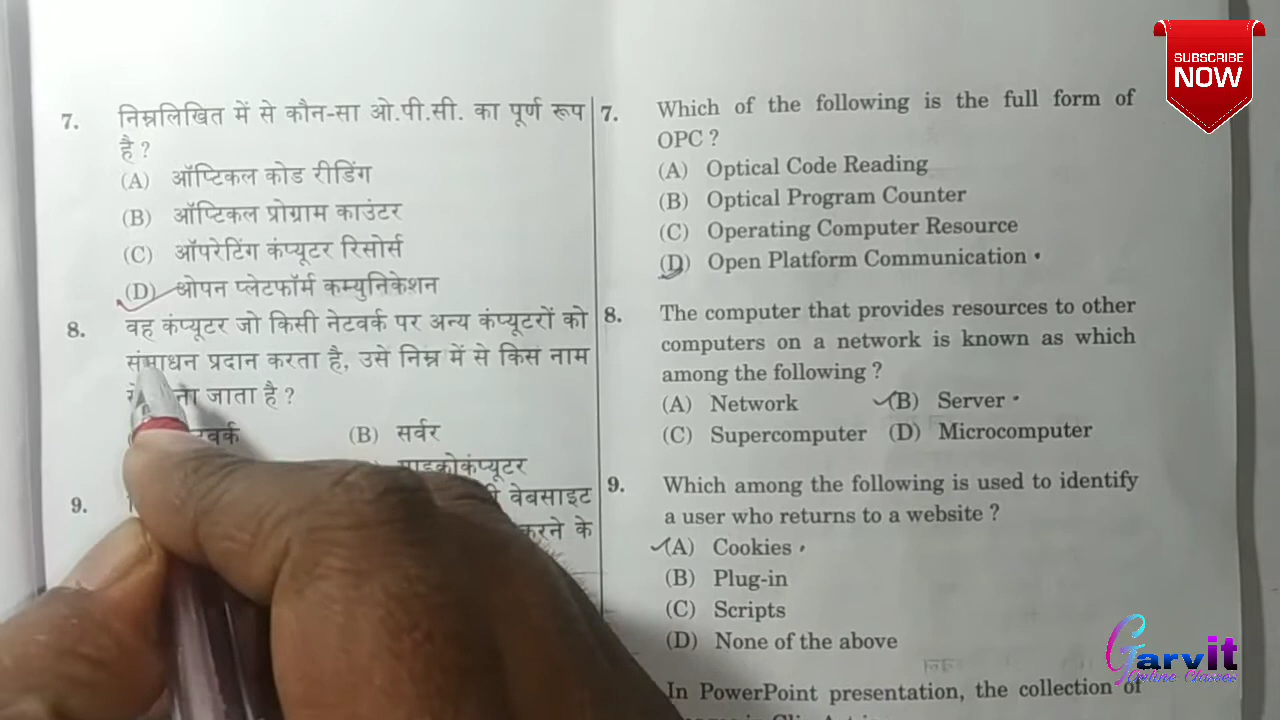 SUBSCRIBE
NOW
7. निम्नलिखित में से कौन-सा ओ.पी.सी. का पूर्ण रूप
है ?
(A) ऑप्टिकल कोड रीडिंग
(B) ऑप्टिकल प्रोग्राम काउंटर
(C) ऑपरेटिंग कंप्यूटर रिसोर्स
(D) ओपन प्लेटफॉर्म कम्युनिकेशन
8. वह कंप्यूटर जो किसी नेटवर्क पर अन्य कंप्यूटरों को
संसाधन प्रदान करता है, उसे निम्न में से किस नाम
जाता है ?
(B) सर्वर
माइक्रोकंप्यूटर
9. वेबसाइट
करने के
7. Which of the following is the full form of
OPC ?
(A) Optical Code Reading
(B) Optical Program Counter
(C) Operating Computer Resource
(D) Open Platform Communication
8. The computer that provides resources to other
computers on a network is known as which
among the following ?
(A) Network (B) Server
(C) Supercomputer (D) Microcomputer
9. Which among the following is used to identify
a user who returns to a website ?
(A) Cookies
(B) Plug-in
(C) Scripts
(D) None of the above
In PowerPoint presentation, the collection of
Garvit
Online Classes